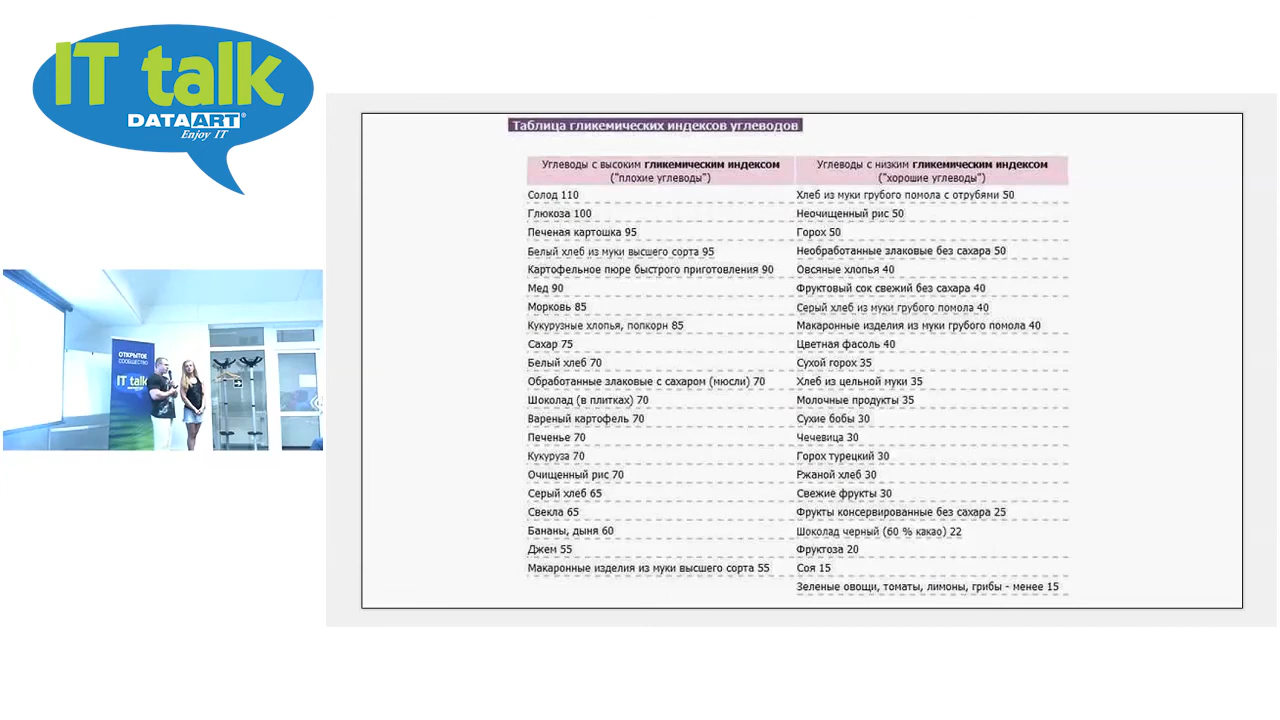 IT talk
DATAART®
Enjoy IT
ОТКРЫТОЕ
СООБЩЕСТВО
IT talk
Таблица гликемических индексов углеводов
Углеводы с высоким гликемическим индексом
("плохие углеводы")
Солод 110
Глюкоза 100
Печеная картошка 95
Белый хлеб из муки высшего сорта 95
Картофельное пюре быстрого приготовления 90
Мед 90
Морковь 85
Кукурузные хлопья, попкорн 85
Сахар 75
Белый хлеб 70
Обработанные злаковые с сахаром (мюсли) 70
Шоколад (в плитках) 70
Вареный картофель 70
Печенье 70
Кукуруза 70
Очищенный рис 70
Серый хлеб 65
Свекла 65
Бананы, дыня 60
Джем 55
Макаронные изделия из муки высшего сорта 55
Углеводы с низким гликемическим индексом
("хорошие углеводы")
Хлеб из муки грубого помола с отрубями 50
Неочищенный рис 50
Горох 50
Необработанные злаковые без сахара 50
Овсяные хлопья 40
Фруктовый сок свежий без сахара 40
Серый хлеб из муки грубого помола 40
Макаронные изделия из муки грубого помола 40
Цветная фасоль 40
Сухой горох 35
Хлеб из цельной муки 35
Молочные продукты 35
Сухие бобы 30
Чечевица 30
Горох турецкий 30
Ржаной хлеб 30
Свежие фрукты 30
Фрукты консервированные без сахара 25
Шоколад черный (60 % какао) 22
Фруктоза 20
Соя 15
Зеленые овощи, томаты, лимоны, грибы - менее 15